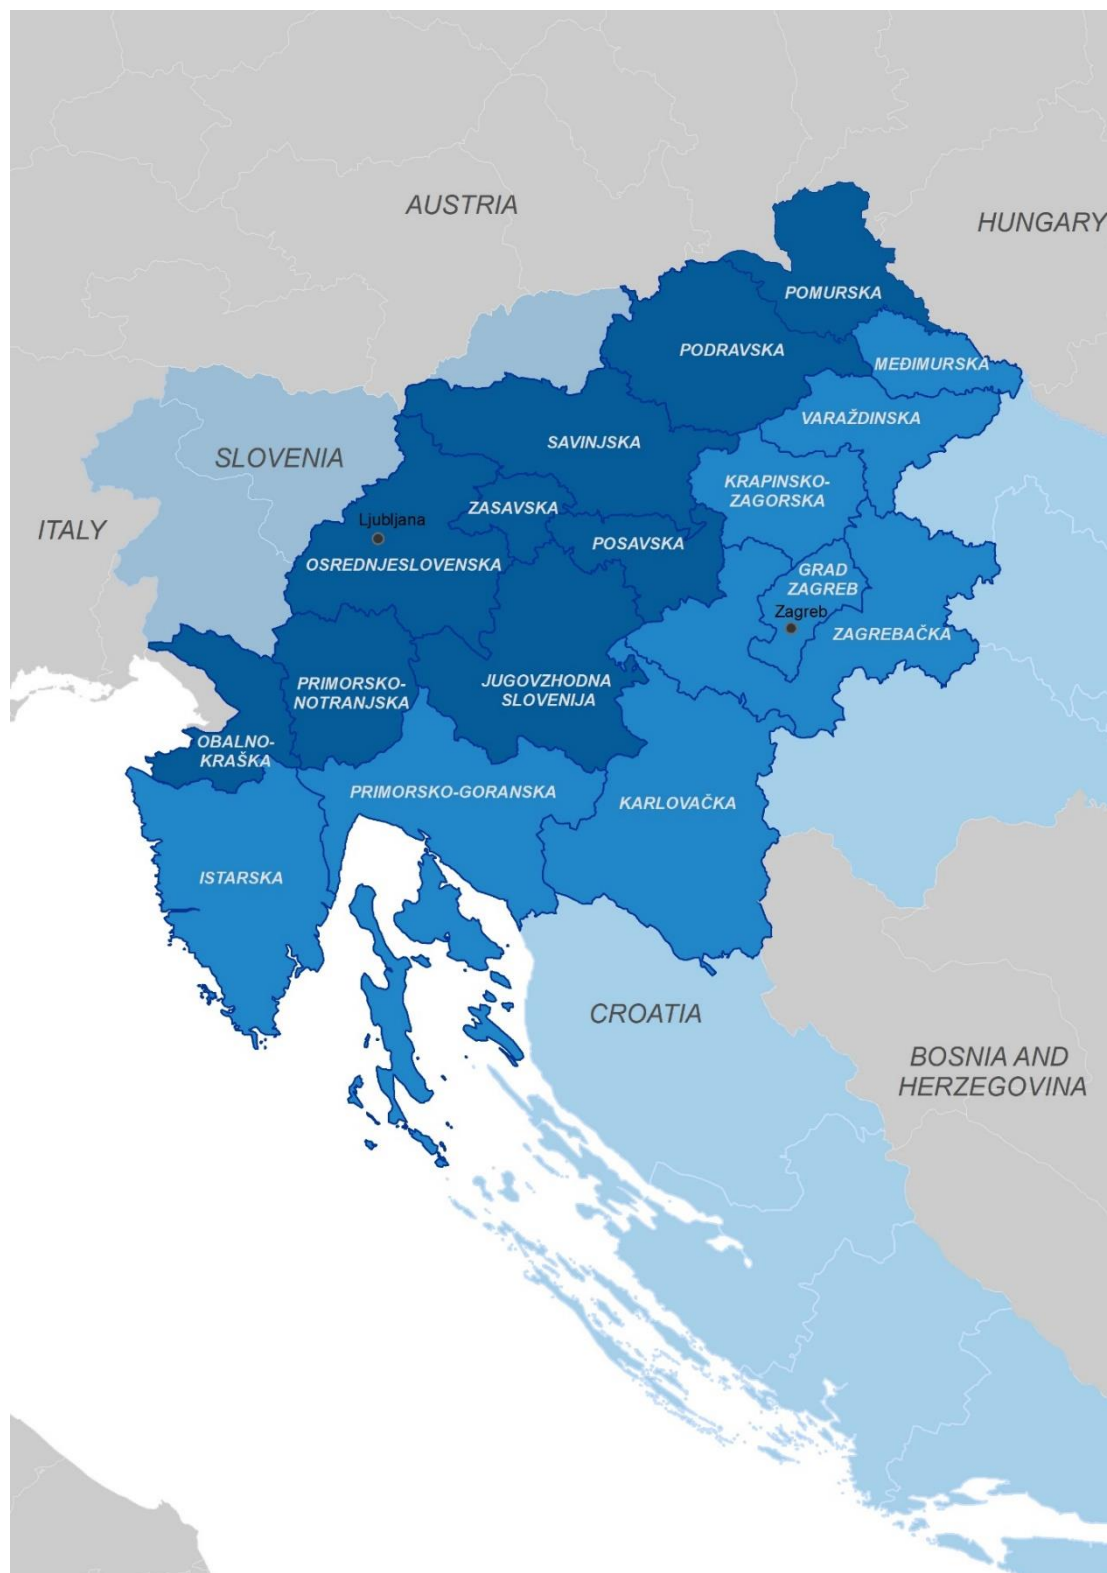 AUSTRIA
HUNGARY
POMURSKA
PODRAVSKA
MEĐIMURSKA
VARAŽDINSKA
SAVINJSKA
SLOVENIA
KRAPINSKO-
ZAGORSKA
ZASAVSKA
Ljubljana
ITALY
POSAVSKA
OSREDNJESLOVENSKA
GRAD
ZAGREB
Zagreb
ZAGREBAČKA
PRIMORSKO-
NOTRANJSKA
JUGOVZHODNA
SLOVENIJA
OBALNO-
KRAŠKA
PRIMORSKO-GORANSKA
KARLOVAČKA
ISTARSKA
CROATIA
BOSNIA AND
HERZEGOVINA